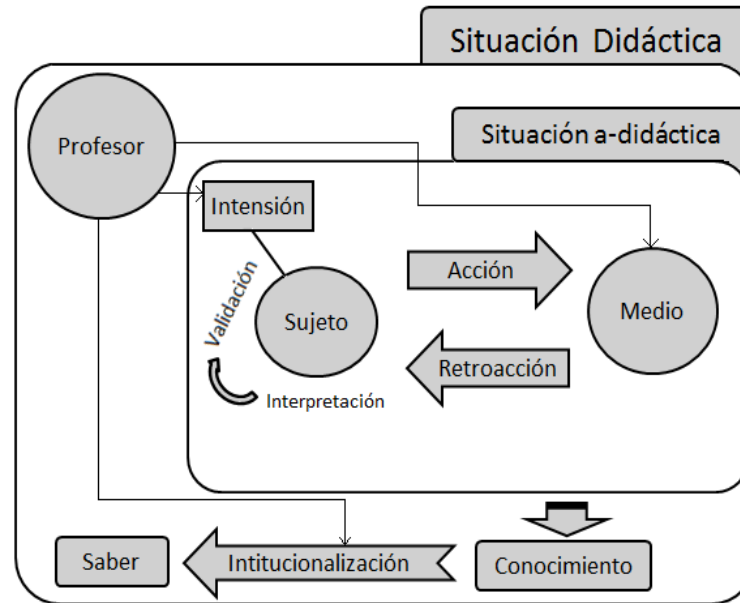 Situación Didáctica
Situación a-didáctica
Profesor
Intensión
Validación
Sujeto
Interpretación
Acción
Retroacción
Medio
Saber
Intitucionalización
Conocimiento